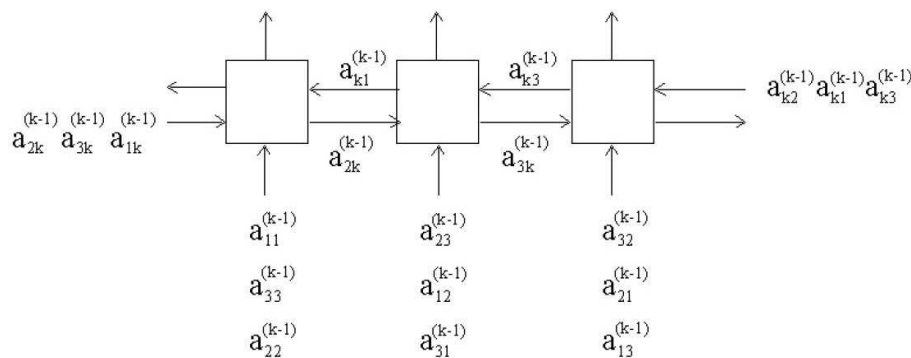 a_{k1}^{(k-1)} a_{k3}^{(k-1)}
a_{k2}^{(k-1)} a_{k1}^{(k-1)} a_{k3}^{(k-1)}
a_{2k}^{(k-1)} a_{3k}^{(k-1)} a_{1k}^{(k-1)}
a_{2k}^{(k-1)} a_{3k}^{(k-1)}
a_{11}^{(k-1)} a_{23}^{(k-1)} a_{32}^{(k-1)}
a_{33}^{(k-1)} a_{12}^{(k-1)} a_{21}^{(k-1)}
a_{22}^{(k-1)} a_{31}^{(k-1)} a_{13}^{(k-1)}